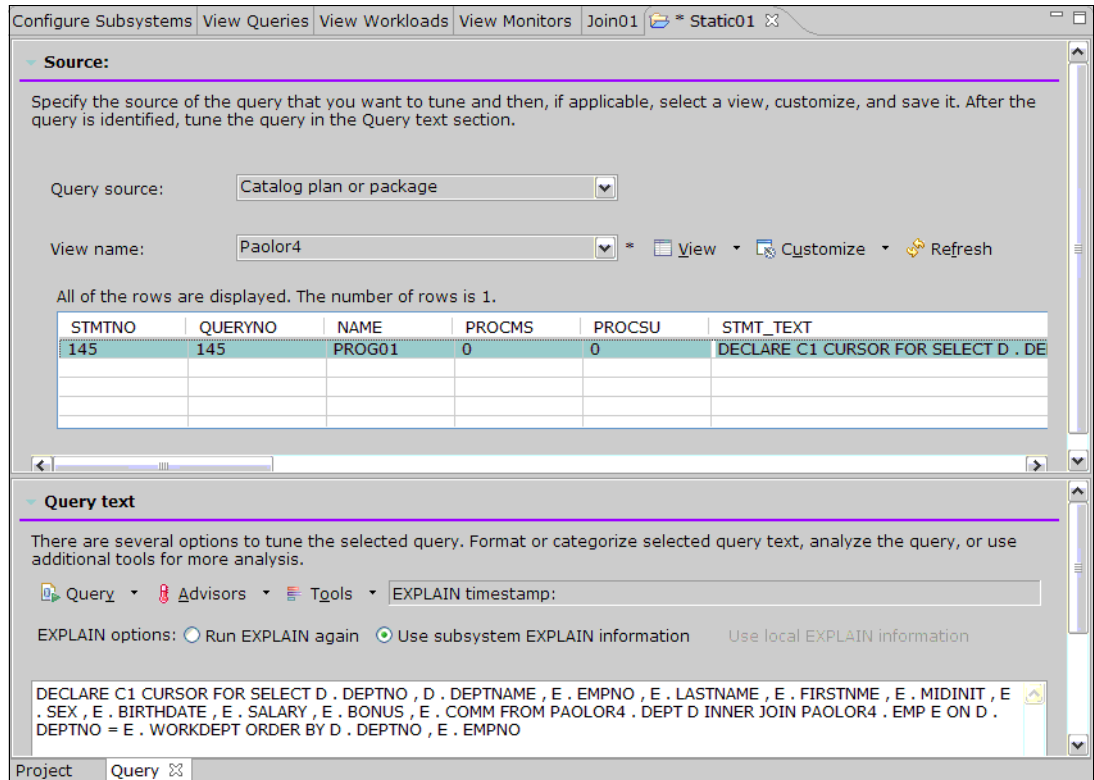 Configure Subsystems View Queries View Workloads View Monitors Join01 * Static01
Source:
Specify the source of the query that you want to tune and then, if applicable, select a view, customize, and save it. After the
query is identified, tune the query in the Query text section.
Query source: Catalog plan or package
View name: Paolor4 * View Customize Refresh
All of the rows are displayed. The number of rows is 1.
STMTNO QUERYNO NAME PROCMS PROCSU STMT_TEXT
145 145 PROG01 0 0 DECLARE C1 CURSOR FOR SELECT D . DE
Query text
There are several options to tune the selected query. Format or categorize selected query text, analyze the query, or use
additional tools for more analysis.
Query Advisors Tools EXPLAIN timestamp:
EXPLAIN options: Run EXPLAIN again Use subsystem EXPLAIN information Use local EXPLAIN information
DECLARE C1 CURSOR FOR SELECT D . DEPTNO , D . DEPTNAME , E . EMPNO , E . LASTNAME , E . FIRSTNME , E . MIDINIT , E
. SEX , E . BIRTHDATE , E . SALARY , E . BONUS , E . COMM FROM PAOLOR4 . DEPT D INNER JOIN PAOLOR4 . EMP E ON D .
DEPTNO = E . WORKDEPT ORDER BY D . DEPTNO , E . EMPNO
Project Query